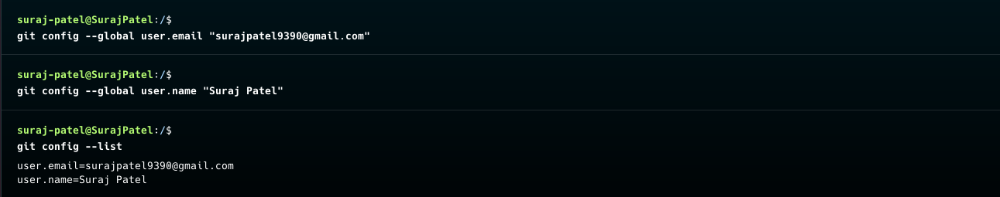 suraj-patel@SurajPatel:/$
git config --global user.email "surajpatel9390@gmail.com"
suraj-patel@SurajPatel:/$
git config --global user.name "Suraj Patel"
suraj-patel@SurajPatel:/$
git config --list
user.email=surajpatel9390@gmail.com
user.name=Suraj Patel